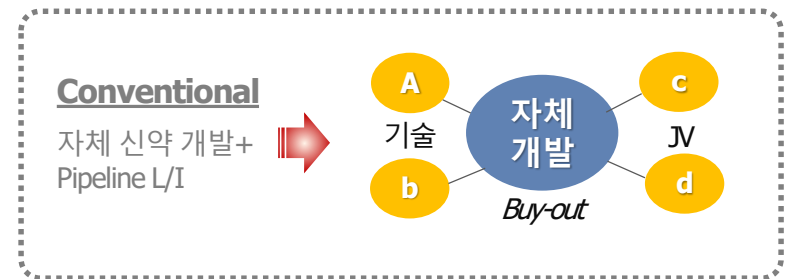 Conventional
자체 신약 개발+
Pipeline L/I
A
기술
b
자체
개발
Buy-out
c
JV
d